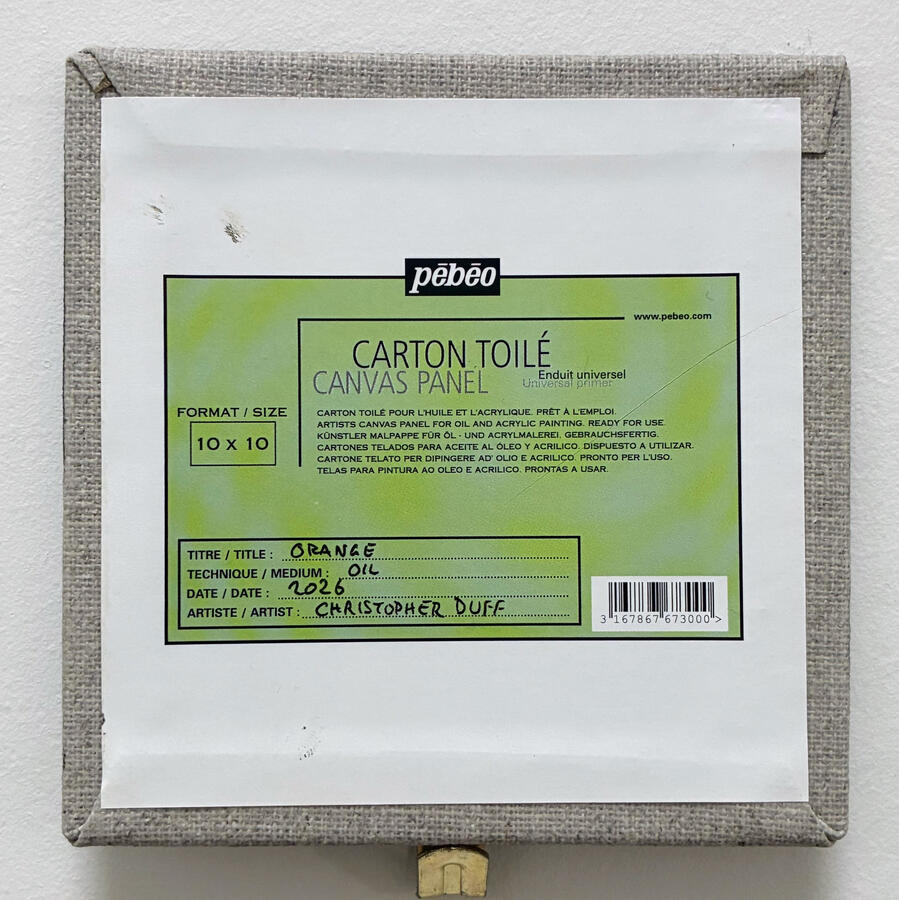 pēbēo
www.pebeo.com
CARTON TOILÉ
CANVAS PANEL
Enduit universel
Universal primer
FORMAT / SIZE
10 x 10
CARTON TOILÉ POUR L'HUILE ET L'ACRYLIQUE. PRÊT À L'EMPLOI.
ARTISTS CANVAS PANEL FOR OIL AND ACRYLIC PAINTING. READY FOR USE.
KÜNSTLER MALPAPPE FÜR ÖL - UND ACRYLMALEREI. GEBRAUCHSFERTIG.
CARTONES TELADOS PARA ACEITE AL ÓLEO Y ACRILICO. DISPUESTO A UTILIZAR.
CARTONE TELATO PER DIPINGERE AD' OLIO E ACRILICO. PRONTO PER L'USO.
TELAS PARA PINTURA AO OLEO E ACRILICO. PRONTAS A USAR.
TITRE / TITLE : ORANGE
TECHNIQUE / MEDIUM : OIL
DATE / DATE : 2026
ARTISTE / ARTIST : CHRISTOPHER DUFF
3 167867 673000 >